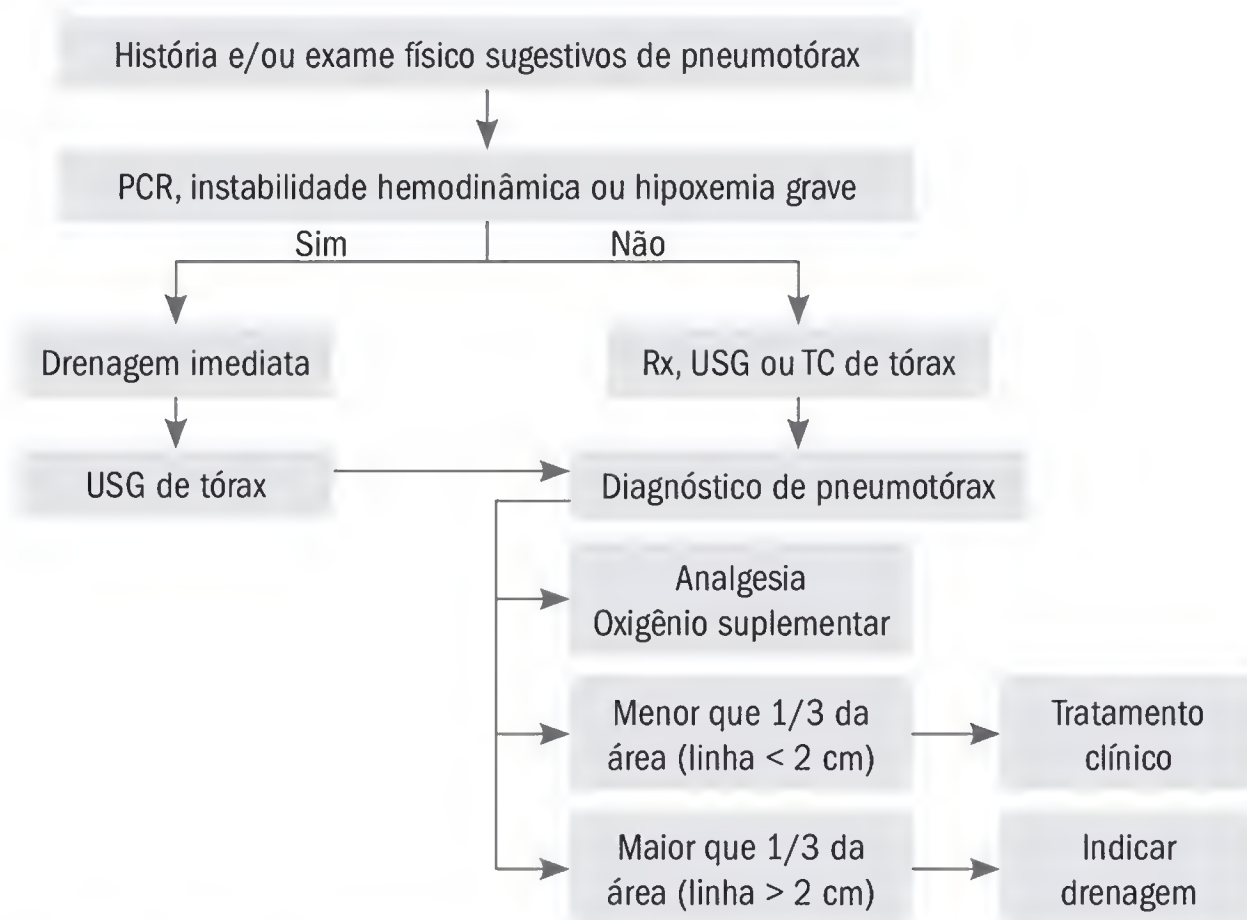 História e/ou exame físico sugestivos de pneumotórax
PCR, instabilidade hemodinâmica ou hipoxemia grave
Sim
Não
Drenagem imediata
Rx, USG ou TC de tórax
USG de tórax
Diagnóstico de pneumotórax
Analgesia
Oxigênio suplementar
Menor que 1/3 da
área (linha < 2 cm)
Tratamento
clínico
Maior que 1/3 da
área (linha > 2 cm)
Indicar
drenagem